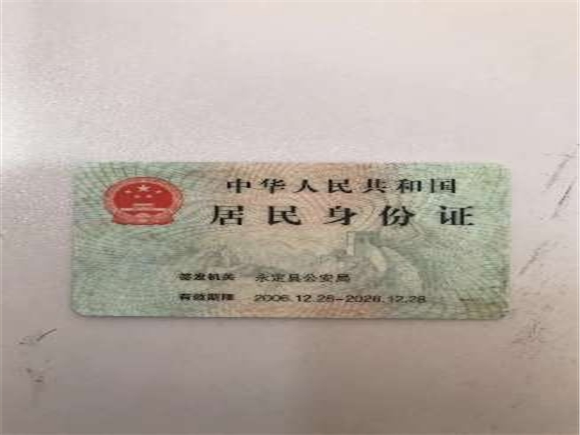 中华人民共和国
居民身份证
签发机关 永定县公安局
有效期限 2006.12.28-2026.12.28